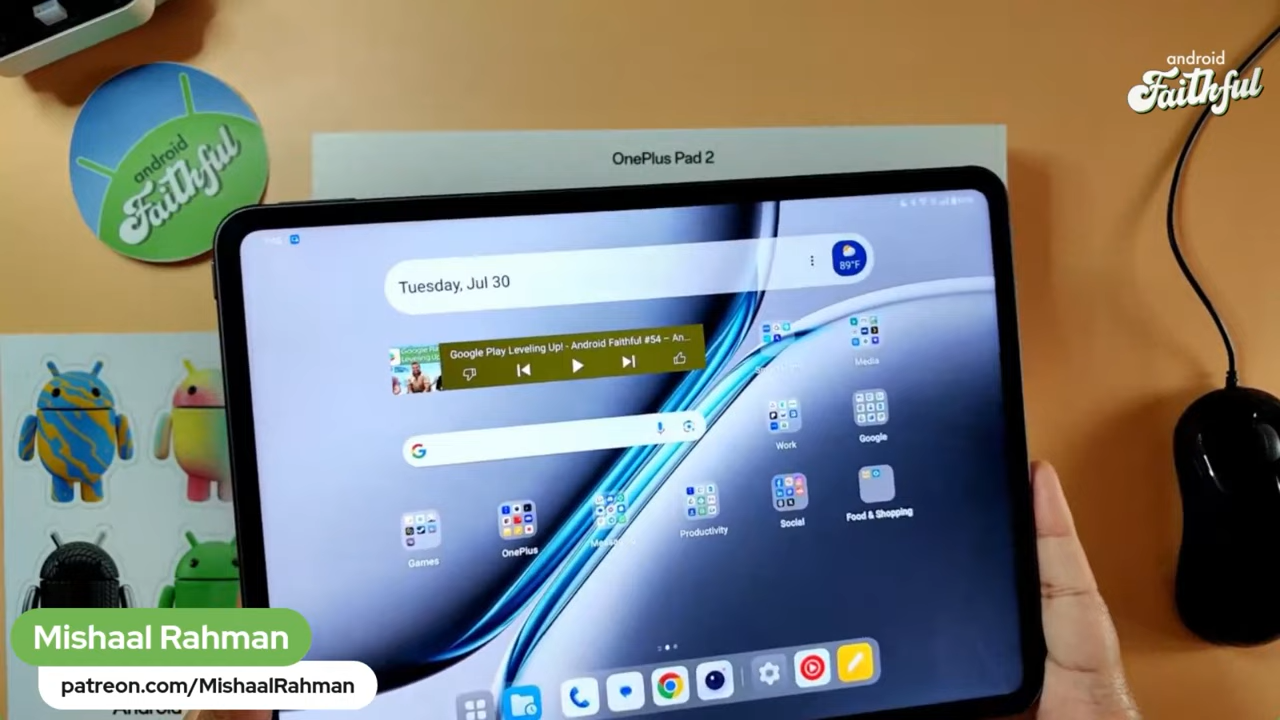 android
Faithful
android
Faithful
OnePlus Pad 2
Tuesday, Jul 30
89°F
Google Play Leveling Up! - Android Faithful #54 – An...
Media
Work
Google
Games
OnePlus
Productivity
Social
Food & Shopping
Mishaal Rahman
patreon.com/MishaalRahman
Android